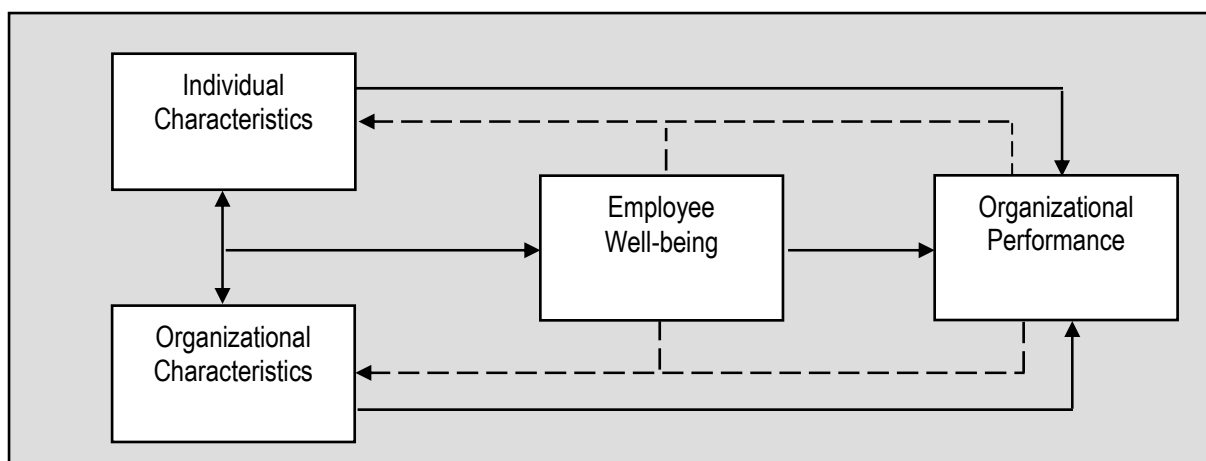 Individual
Characteristics
Employee
Well-being
Organizational
Performance
Organizational
Characteristics